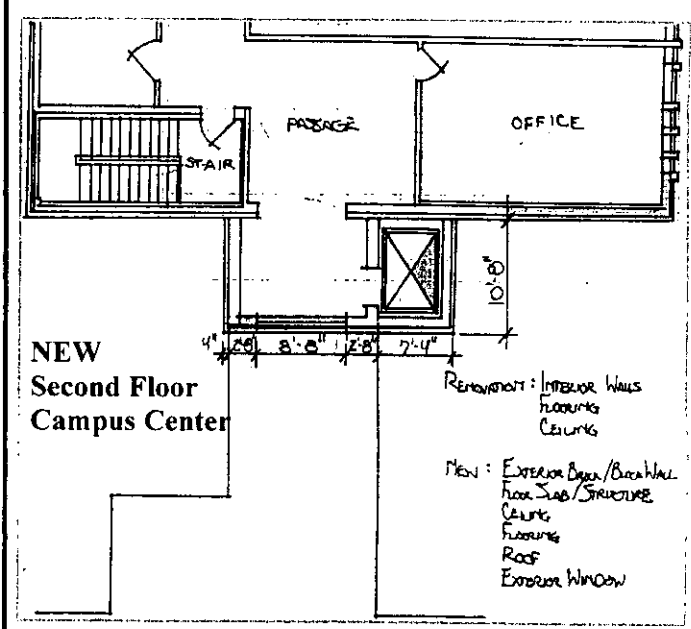 PASSAGE
OFFICE
STAIR
10'-8"
4" 2'8 8'-8" 2'-8" 7'-4"
NEW
Second Floor
Campus Center
RENOVATION: INTERIOR WALLS
FLOORING
CEILING
NEW: EXTERIOR BRICK/BLOCK WALL
FLOOR SLAB/STRUCTURE
CEILING
FLOORING
ROOF
EXTERIOR WINDOW